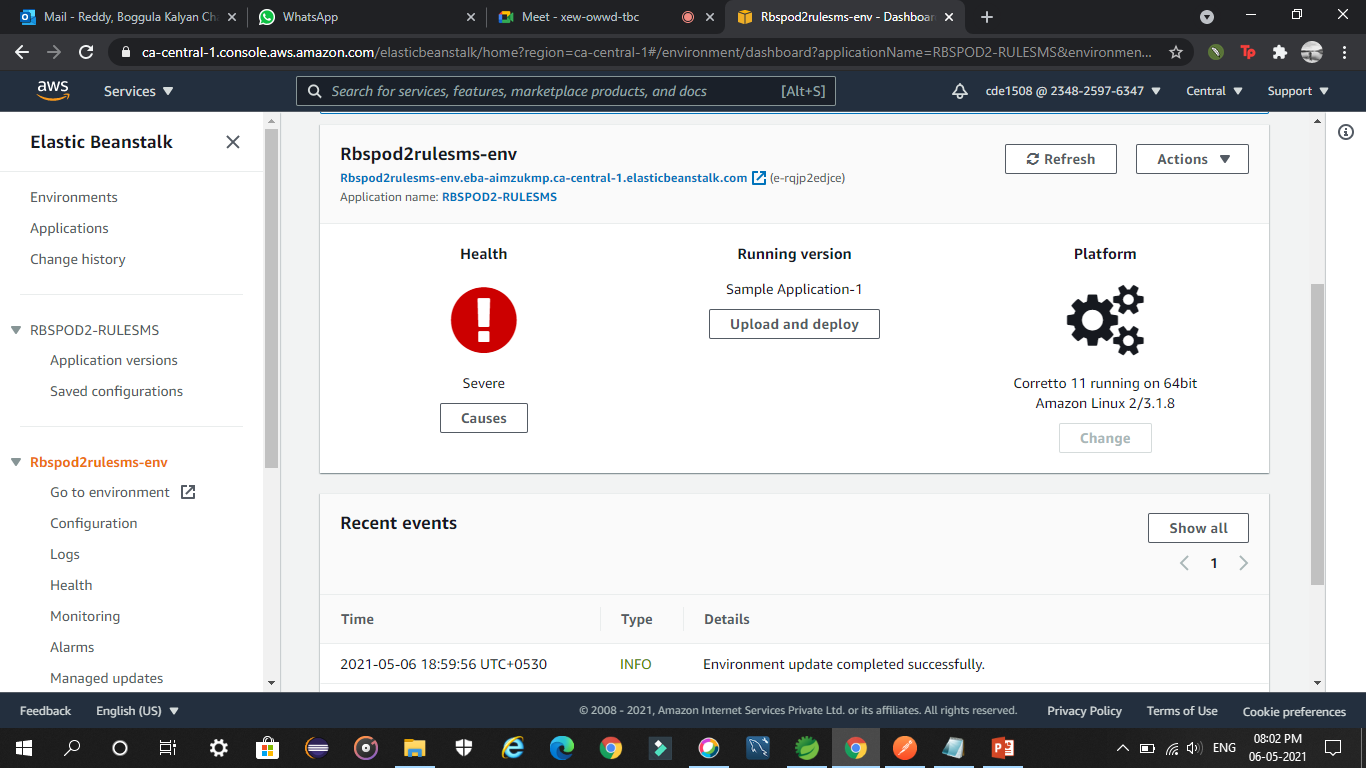 Mail - Reddy, Boggula Kalyan Ch
WhatsApp
Meet - xew-owwd-tbc
Rbspod2rulesms-env - Dashboar
ca-central-1.console.aws.amazon.com/elasticbeanstalk/home?region=ca-central-1#/environment/dashboard?applicationName=RBSPOD2-RULESMS&environmen...
Tp
aws
Services
Search for services, features, marketplace products, and docs
[Alt+S]
cde1508 @ 2348-2597-6347
Central
Support
Elastic Beanstalk
Environments
Applications
Change history
RBSPOD2-RULESMS
Application versions
Saved configurations
Rbspod2rulesms-env
Go to environment
Configuration
Logs
Health
Monitoring
Alarms
Managed updates
Rbspod2rulesms-env
Refresh
Actions
Rbspod2rulesms-env.eba-aimzukmp.ca-central-1.elasticbeanstalk.com (e-rqjp2edjce)
Application name: RBSPOD2-RULESMS
Health
Severe
Causes
Running version
Sample Application-1
Upload and deploy
Platform
Corretto 11 running on 64bit
Amazon Linux 2/3.1.8
Change
Recent events
Show all
1
Time
Type
Details
2021-05-06 18:59:56 UTC+0530
INFO
Environment update completed successfully.
Feedback
English (US)
© 2008 - 2021, Amazon Internet Services Private Ltd. or its affiliates. All rights reserved.
Privacy Policy
Terms of Use
Cookie preferences
ENG
08:02 PM
06-05-2021